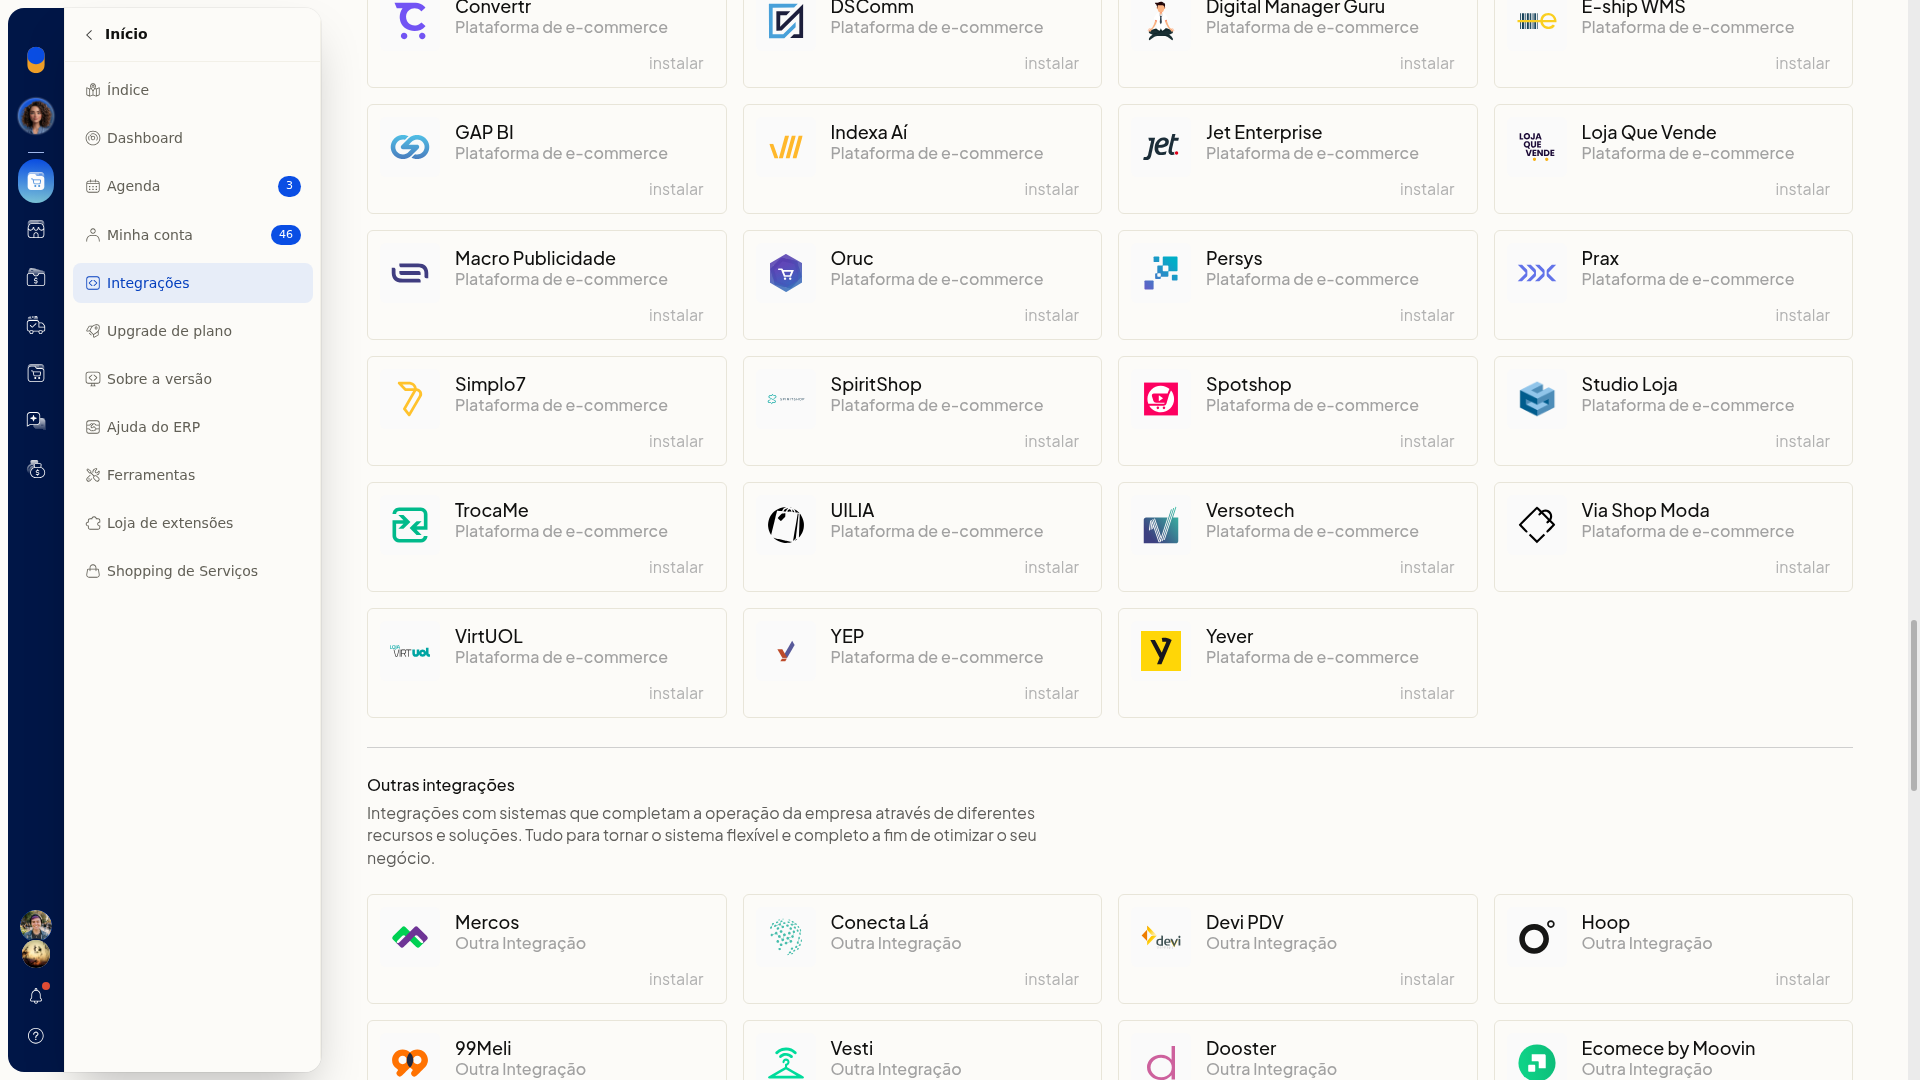 Início
Índice
Dashboard
Agenda
3
Minha conta
46
Integrações
Upgrade de plano
Sobre a versão
Ajuda do ERP
Ferramentas
Loja de extensões
Shopping de Serviços
Convertr
Plataforma de e-commerce
instalar
DSComm
Plataforma de e-commerce
instalar
Digital Manager Guru
Plataforma de e-commerce
instalar
E-ship WMS
Plataforma de e-commerce
instalar
GAP BI
Plataforma de e-commerce
instalar
Indexa Aí
Plataforma de e-commerce
instalar
jet.
Jet Enterprise
Plataforma de e-commerce
instalar
LOJA
QUE
VENDE
Loja Que Vende
Plataforma de e-commerce
instalar
Macro Publicidade
Plataforma de e-commerce
instalar
Oruc
Plataforma de e-commerce
instalar
Persys
Plataforma de e-commerce
instalar
Prax
Plataforma de e-commerce
instalar
Simplo7
Plataforma de e-commerce
instalar
SPIRITSHOP
SpiritShop
Plataforma de e-commerce
instalar
Spotshop
Plataforma de e-commerce
instalar
Studio Loja
Plataforma de e-commerce
instalar
TrocaMe
Plataforma de e-commerce
instalar
UILIA
Plataforma de e-commerce
instalar
Versotech
Plataforma de e-commerce
instalar
Via Shop Moda
Plataforma de e-commerce
instalar
VIRTUOL
VirtUOL
Plataforma de e-commerce
instalar
YEP
Plataforma de e-commerce
instalar
y
Yever
Plataforma de e-commerce
instalar
Outras integrações
Integrações com sistemas que completam a operação da empresa através de diferentes
recursos e soluções. Tudo para tornar o sistema flexível e completo a fim de otimizar o seu
negócio.
Mercos
Outra Integração
instalar
Conecta Lá
Outra Integração
instalar
devi
Devi PDV
Outra Integração
instalar
Hoop
Outra Integração
instalar
99
99Meli
Outra Integração
Vesti
Outra Integração
d
Dooster
Outra Integração
Ecomece by Moovin
Outra Integração